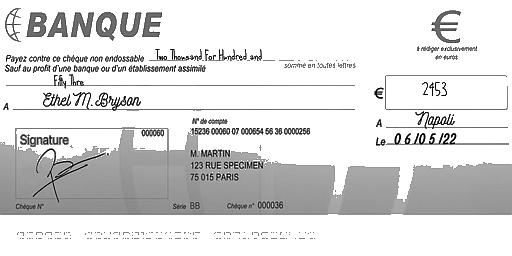 BANQUE
€
à rédiger exclusivement
en euros
Payez contre ce chèque non endossable Two Thousand For Hundred and
somme en toutes lettres
Sauf au profit d'une banque ou d'un établissement assimilé
Fifty Thre
€ 2453
A Ethel M. Bryson
A Napoli
Le 06/05/22
Signature
000060
N° de compte
15236 00060 07 000654 56 36 0000256
M. MARTIN
123 RUE SPECIMEN
75 015 PARIS
Chèque N° Série BB Chèque n° 000036